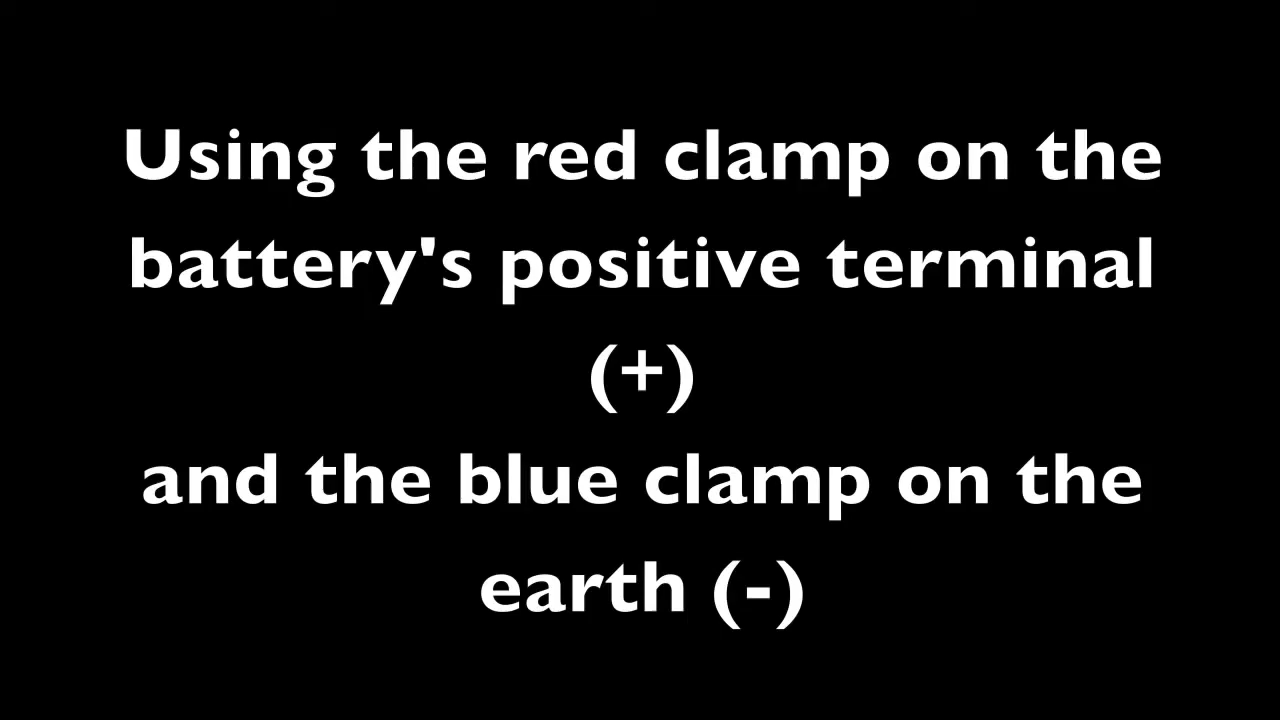 Using the red clamp on the
battery's positive terminal
(+)
and the blue clamp on the
earth (-)